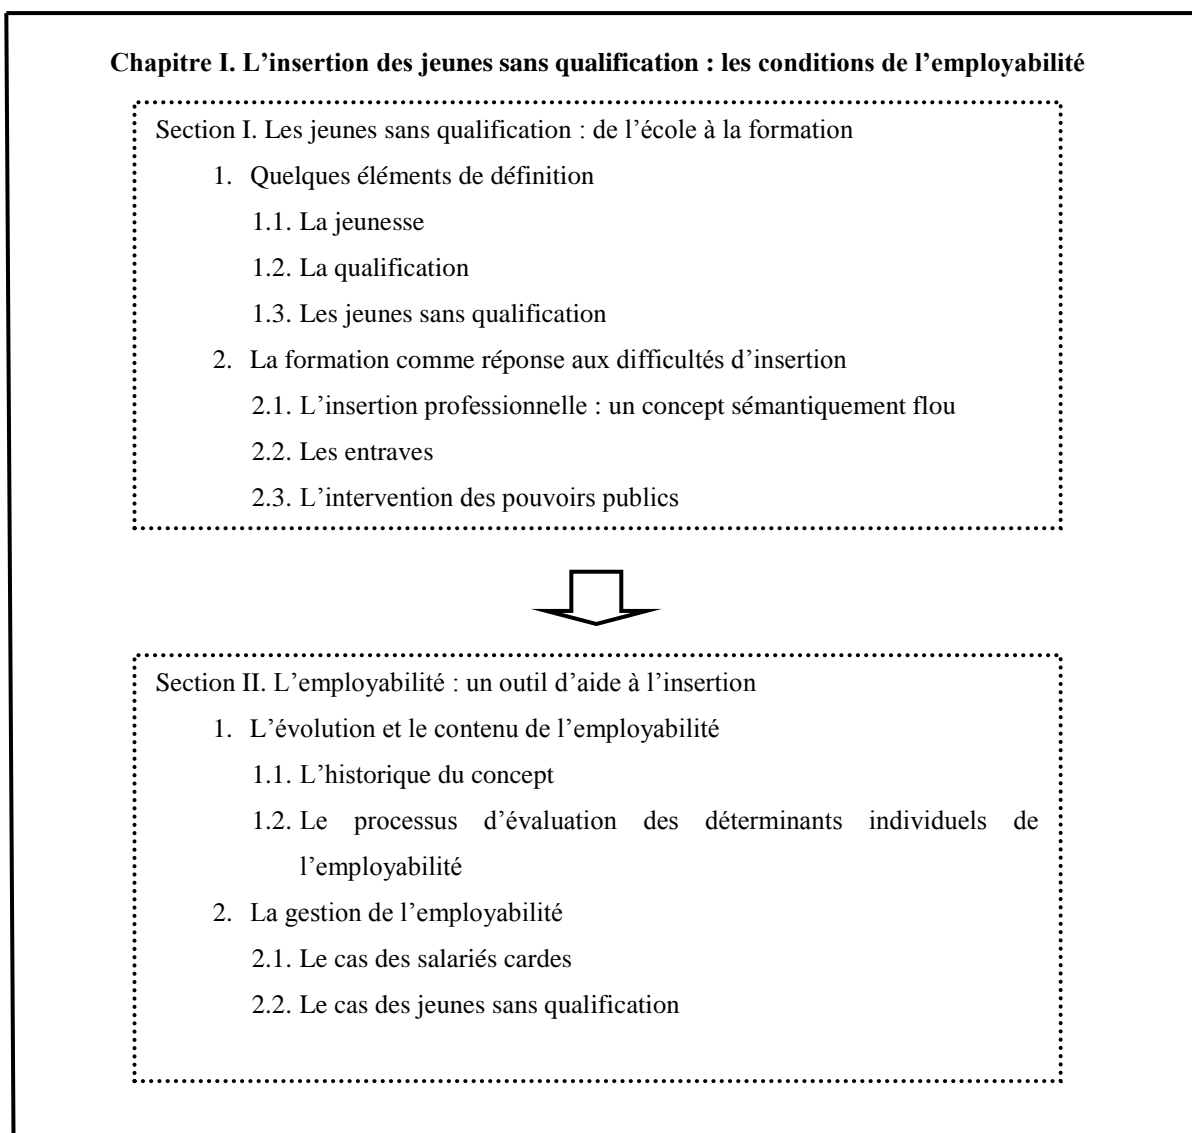 Chapitre I. L’insertion des jeunes sans qualification : les conditions de l’employabilité
Section I. Les jeunes sans qualification : de l’école à la formation
1. Quelques éléments de définition
1.1. La jeunesse
1.2. La qualification
1.3. Les jeunes sans qualification
2. La formation comme réponse aux difficultés d’insertion
2.1. L’insertion professionnelle : un concept sémantiquement flou
2.2. Les entraves
2.3. L’intervention des pouvoirs publics
Section II. L’employabilité : un outil d’aide à l’insertion
1. L’évolution et le contenu de l’employabilité
1.1. L’historique du concept
1.2. Le processus d’évaluation des déterminants individuels de
l’employabilité
2. La gestion de l’employabilité
2.1. Le cas des salariés cardes
2.2. Le cas des jeunes sans qualification